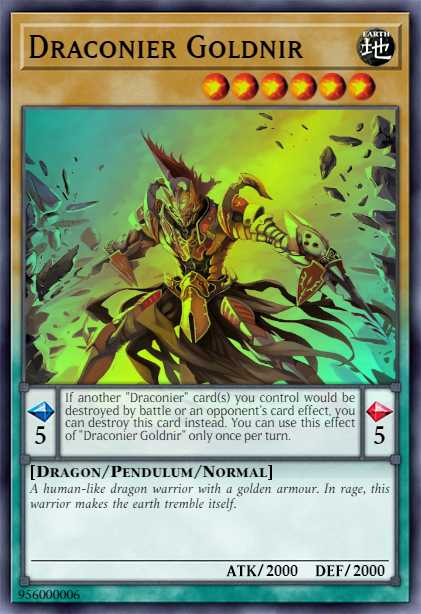 Draconier Goldnir
EARTH
地
If another "Draconier" card(s) you control would be
destroyed by battle or an opponent's card effect, you
can destroy this card instead. You can use this effect
of "Draconier Goldnir" only once per turn.
5
5
[Dragon/Pendulum/Normal]
A human-like dragon warrior with a golden armour. In rage, this
warrior makes the earth tremble itself.
ATK/2000 DEF/2000
956000006